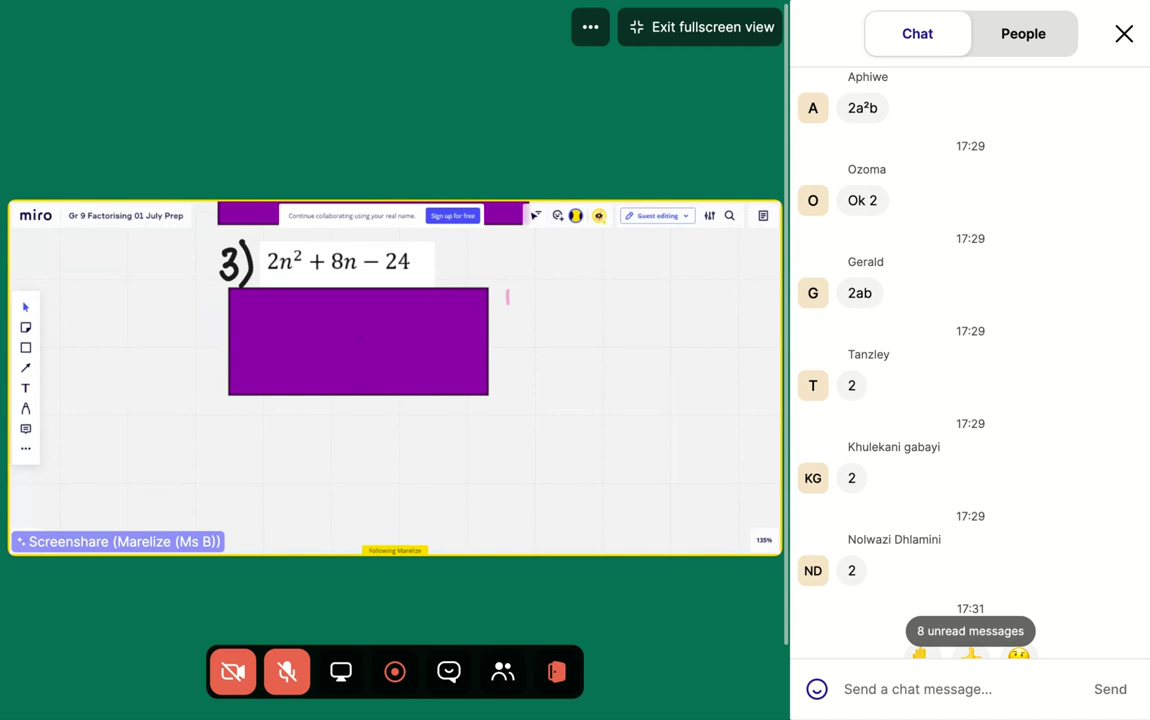 Exit fullscreen view
Chat
People
Aphiwe
A
2a²b
17:29
Ozoma
O
Ok 2
17:29
Gerald
G
2ab
17:29
Tanzley
T
2
17:29
Khulekani gabayi
KG
2
17:29
Nolwazi Dhlamini
ND
2
17:31
8 unread messages
Send a chat message...
Send
miro
Gr 9 Factorising 01 July Prep
Continue collaborating using your real name.
Sign up for free
Guest editing
3) 2n² + 8n − 24
T
Screenshare (Marelize (Ms B))
Following Marelize
135%